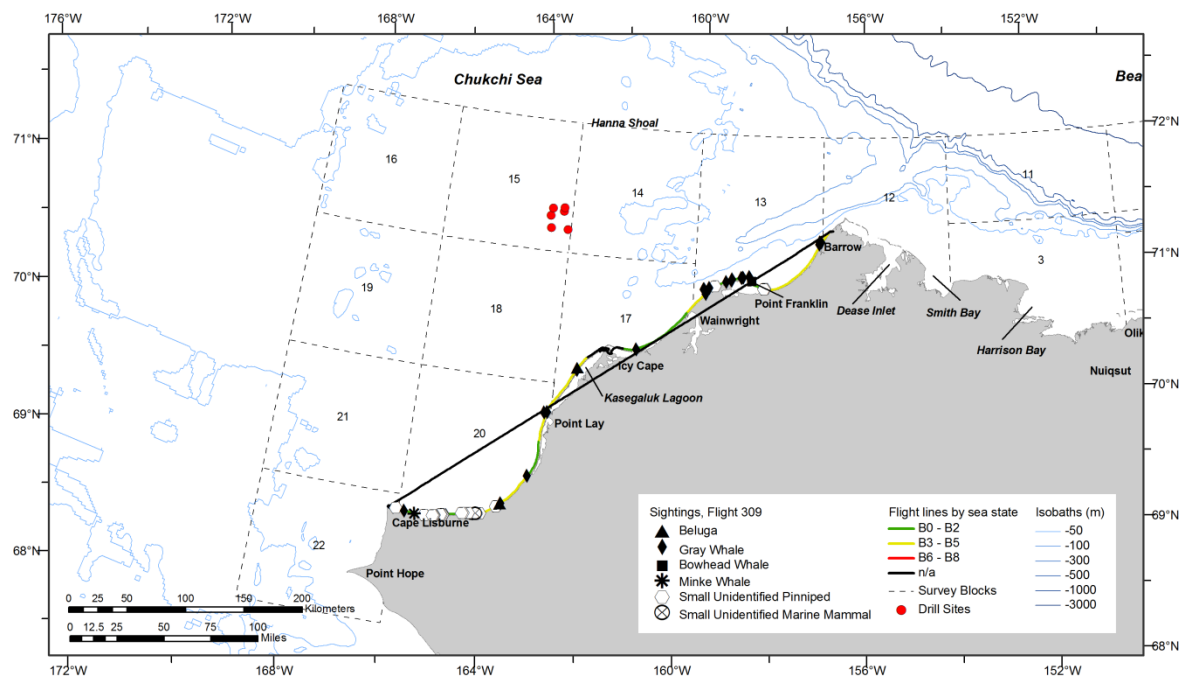 176°W 172°W 168°W 164°W 160°W 156°W 152°W
Chukchi Sea
Bea
72°N
71°N
Hanna Shoal
16
15
14
13
12
11
71°N
Barrow
3
70°N
19
Point Franklin
Dease Inlet
Smith Bay
18
17
Wainwright
Harrison Bay
Olik
Icy Cape
Nuiqsut
Kasegaluk Lagoon
70°N
69°N
21
20
Point Lay
Cape Lisburne
69°N
68°N
22
Point Hope
Sightings, Flight 309
Beluga
Gray Whale
Bowhead Whale
Minke Whale
Small Unidentified Pinniped
Small Unidentified Marine Mammal
Flight lines by sea state
B0 - B2
B3 - B5
B6 - B8
n/a
Survey Blocks
Drill Sites
Isobaths (m)
-50
-100
-300
-500
-1000
-3000
0 25 50 100 150 200
Kilometers
0 12.5 25 50 75 100
Miles
68°N
172°W 168°W 164°W 160°W 156°W 152°W